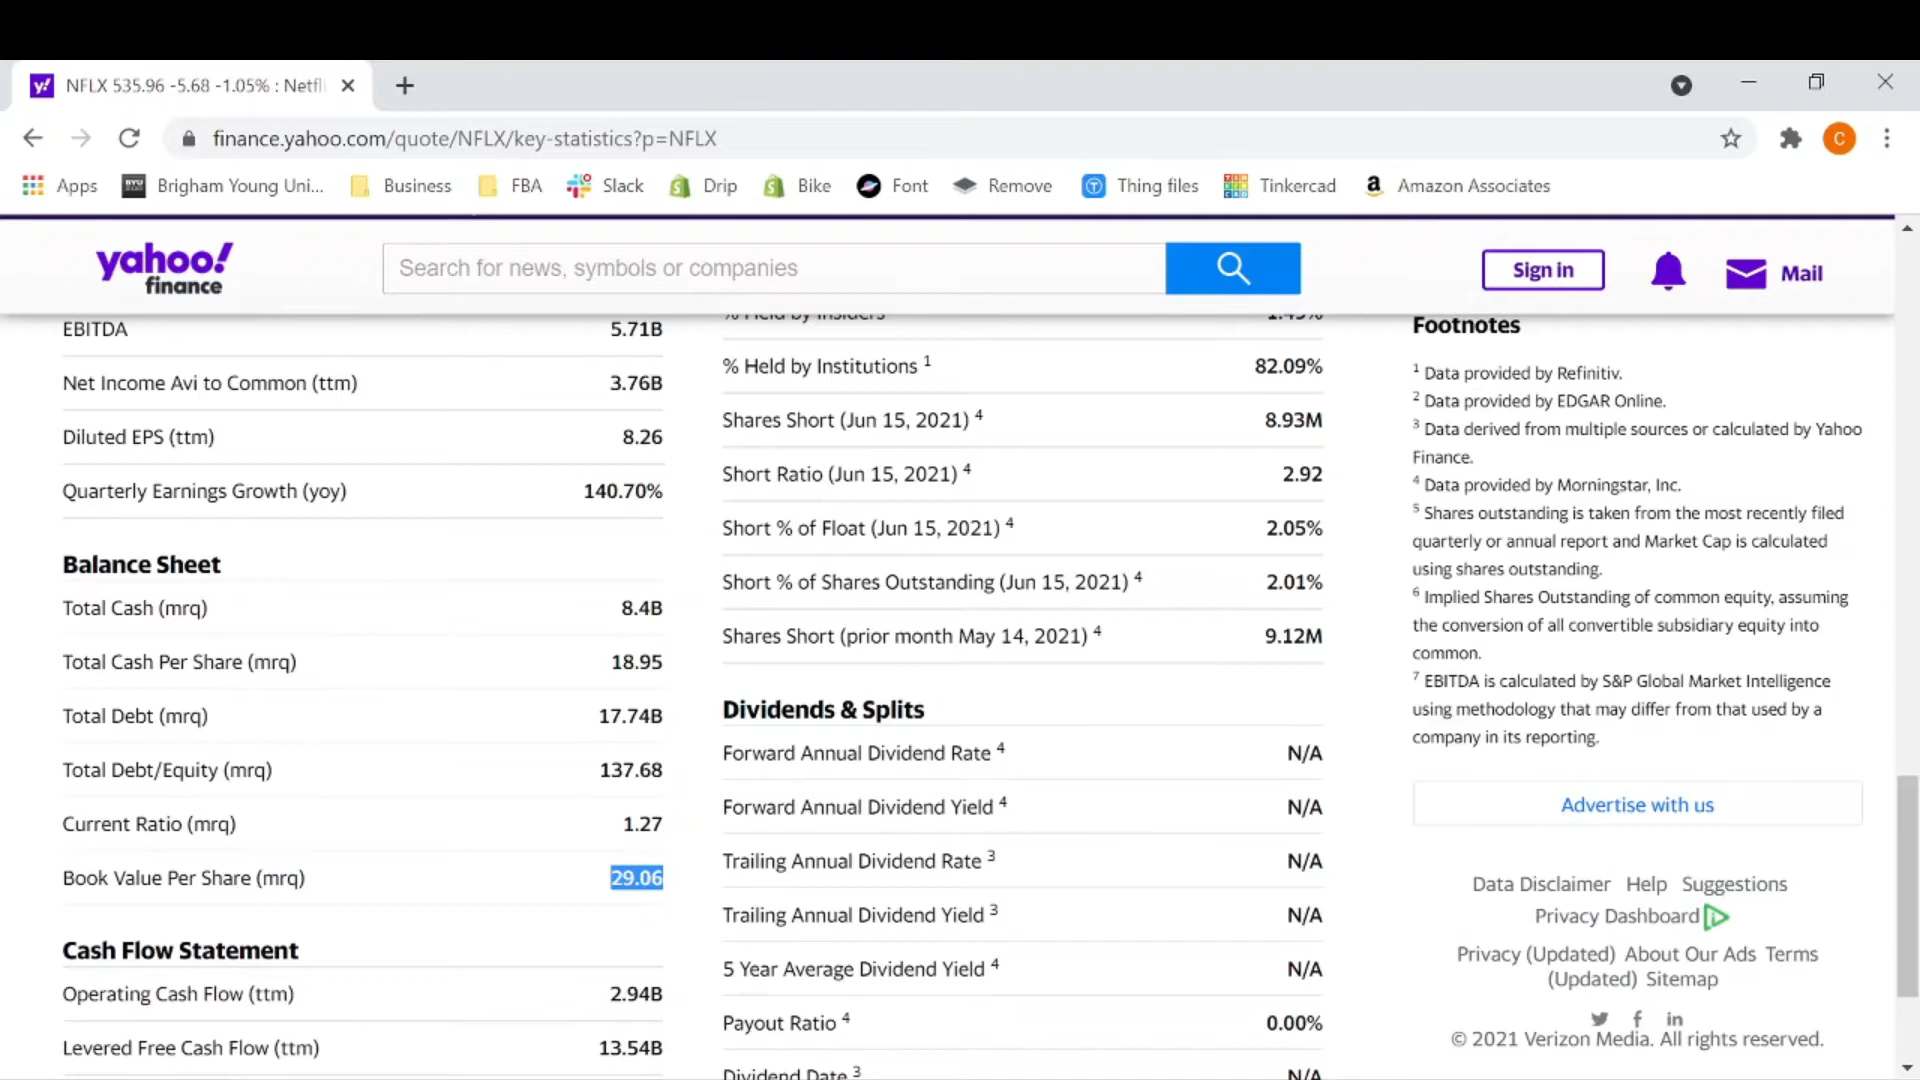 NFLX 535.96 -5.68 -1.05% : Netfl
finance.yahoo.com/quote/NFLX/key-statistics?p=NFLX
C
Apps
BYU
Brigham Young Uni...
Business
FBA
Slack
Drip
Bike
Font
Remove
Thing files
Tinkercad
Amazon Associates
yahoo!
finance
Search for news, symbols or companies
Sign in
Mail
EBITDA 5.71B
Net Income Avi to Common (ttm) 3.76B
Diluted EPS (ttm) 8.26
Quarterly Earnings Growth (yoy) 140.70%
Balance Sheet
Total Cash (mrq) 8.4B
Total Cash Per Share (mrq) 18.95
Total Debt (mrq) 17.74B
Total Debt/Equity (mrq) 137.68
Current Ratio (mrq) 1.27
Book Value Per Share (mrq) 29.06
Cash Flow Statement
Operating Cash Flow (ttm) 2.94B
Levered Free Cash Flow (ttm) 13.54B
% Held by Insiders
% Held by Institutions 1 82.09%
Shares Short (Jun 15, 2021) 4 8.93M
Short Ratio (Jun 15, 2021) 4 2.92
Short % of Float (Jun 15, 2021) 4 2.05%
Short % of Shares Outstanding (Jun 15, 2021) 4 2.01%
Shares Short (prior month May 14, 2021) 4 9.12M
Dividends & Splits
Forward Annual Dividend Rate 4 N/A
Forward Annual Dividend Yield 4 N/A
Trailing Annual Dividend Rate 3 N/A
Trailing Annual Dividend Yield 3 N/A
5 Year Average Dividend Yield 4 N/A
Payout Ratio 4 0.00%
Dividend Date 3 N/A
Footnotes
1 Data provided by Refinitiv.
2 Data provided by EDGAR Online.
3 Data derived from multiple sources or calculated by Yahoo
Finance.
4 Data provided by Morningstar, Inc.
5 Shares outstanding is taken from the most recently filed
quarterly or annual report and Market Cap is calculated
using shares outstanding.
6 Implied Shares Outstanding of common equity, assuming
the conversion of all convertible subsidiary equity into
common.
7 EBITDA is calculated by S&P Global Market Intelligence
using methodology that may differ from that used by a
company in its reporting.
Advertise with us
Data Disclaimer Help Suggestions
Privacy Dashboard
Privacy (Updated) About Our Ads Terms
(Updated) Sitemap
© 2021 Verizon Media. All rights reserved.